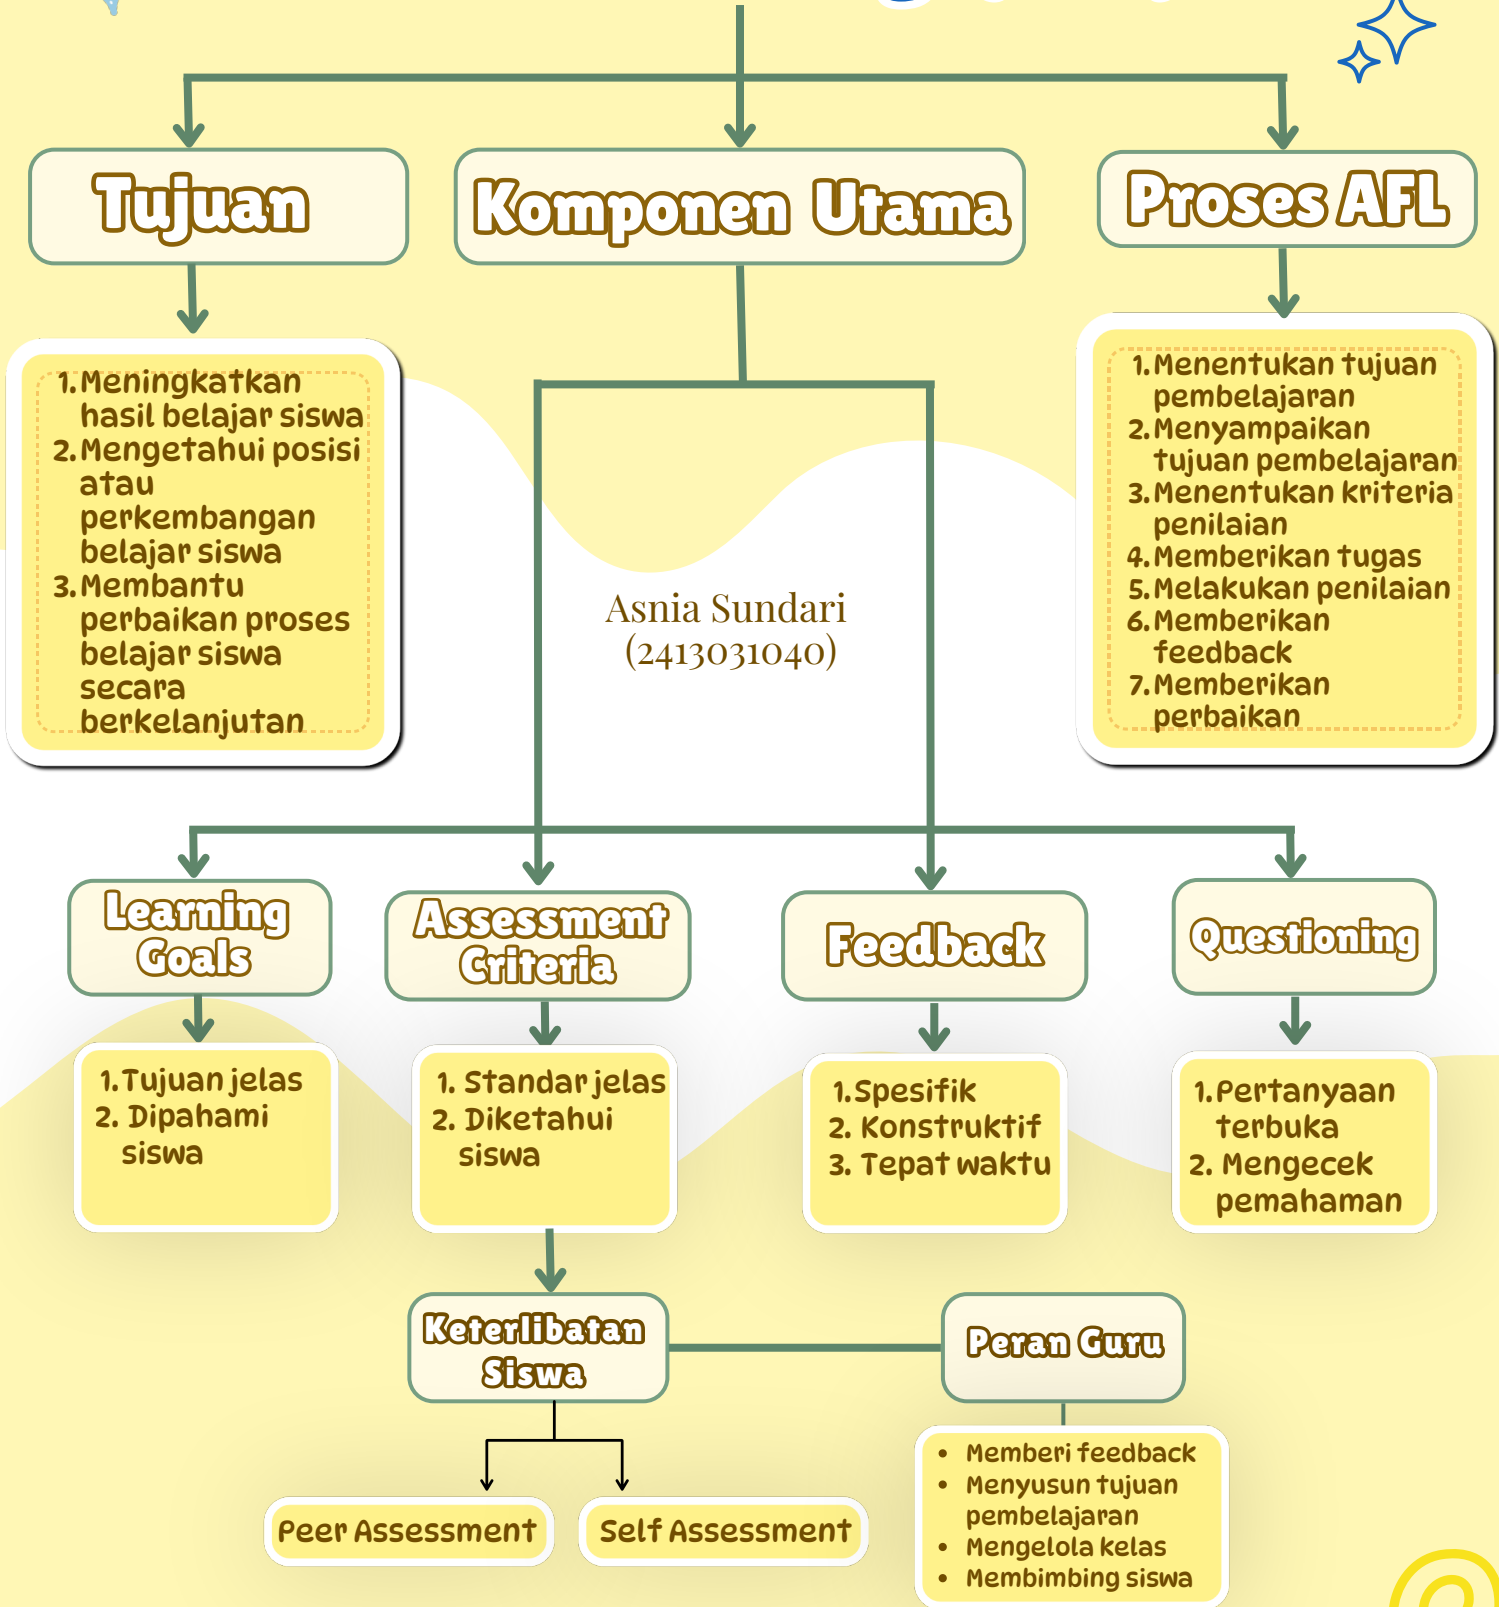 Tujuan
Komponen Utama
Proses AFL
1. Meningkatkan
hasil belajar siswa
2. Mengetahui posisi
atau
perkembangan
belajar siswa
3. Membantu
perbaikan proses
belajar siswa
secara
berkelanjutan
Asnia Sundari
(2413031040)
1. Menentukan tujuan
pembelajaran
2. Menyampaikan
tujuan pembelajaran
3. Menentukan kriteria
penilaian
4. Memberikan tugas
5. Melakukan penilaian
6. Memberikan
feedback
7. Memberikan
perbaikan
Learning
Goals
Assessment
Criteria
Feedback
Questioning
1. Tujuan jelas
2. Dipahami
siswa
1. Standar jelas
2. Diketahui
siswa
1. Spesifik
2. Konstruktif
3. Tepat waktu
1. Pertanyaan
terbuka
2. Mengecek
pemahaman
Keterlibatan
Siswa
Peran Guru
Peer Assessment
Self Assessment
• Memberi feedback
• Menyusun tujuan
pembelajaran
• Mengelola kelas
• Membimbing siswa